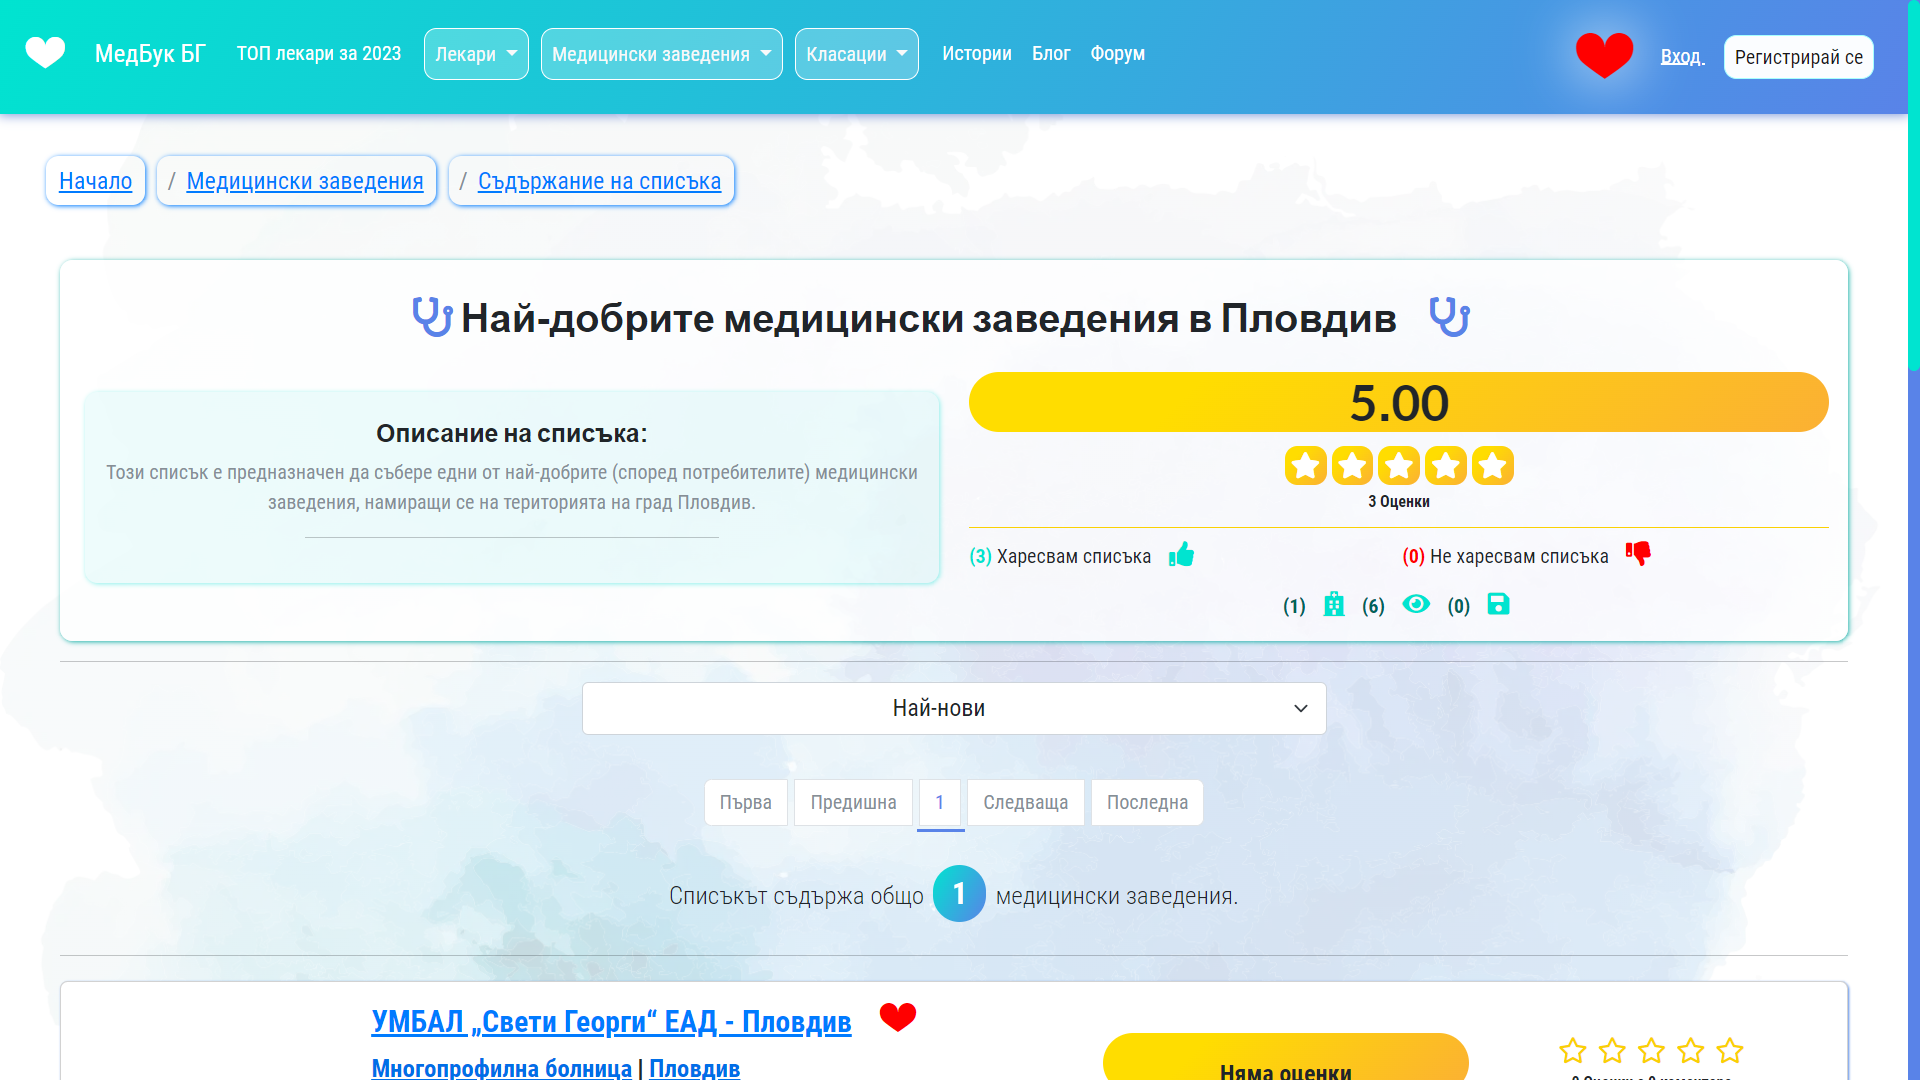 МедБук БГ
ТОП лекари за 2023
Лекари
Медицински заведения
Класации
Истории
Блог
Форум
Вход
Регистрирай се
Начало
/ Медицински заведения
/ Съдържание на списъка
Най-добрите медицински заведения в Пловдив
Описание на списъка:
Този списък е предназначен да събере едни от най-добрите (според потребителите) медицински
заведения, намиращи се на територията на град Пловдив.
5.00
3 Оценки
(3) Харесвам списъка
(0) Не харесвам списъка
(1) (6) (0)
Най-нови
Първа
Предишна
1
Следваща
Последна
Списъкът съдържа общо 1 медицински заведения.
УМБАЛ „Свети Георги“ ЕАД - Пловдив
Многопрофилна болница | Пловдив
Няма оценки